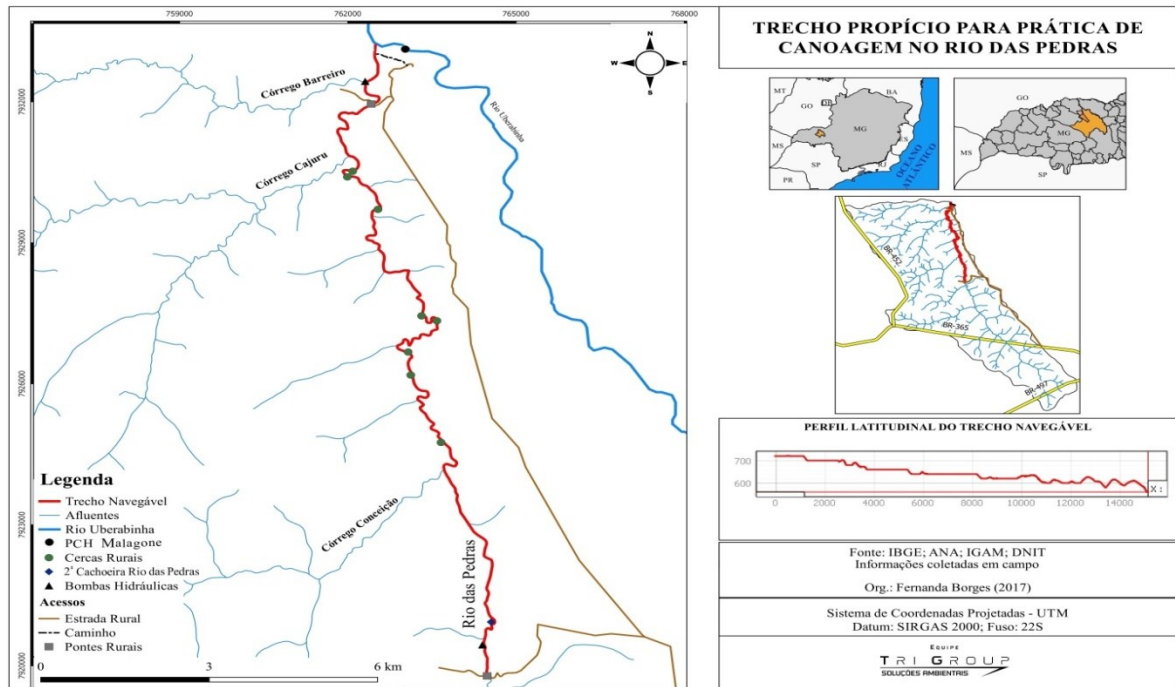 759000
762000
765000
768000
7932000
7929000
7926000
7923000
7920000
Córrego Barreiro
Córrego Cajuru
Rio Uberabinha
Córrego Conceição
Rio das Pedras
N
W
E
S
Legenda
Trecho Navegável
Afluentes
Rio Uberabinha
PCH Malagone
Cercas Rurais
2ª Cachoeira Rio das Pedras
Bombas Hidráulicas
Acessos
Estrada Rural
Caminho
Pontes Rurais
0
3
6 km
TRECHO PROPÍCIO PARA PRÁTICA DE
CANOAGEM NO RIO DAS PEDRAS
MT
GO
DF
BA
MG
ES
MS
SP
RJ
PR
OCEANO
ATLÂNTICO
GO
MG
MS
SP
BR-452
BR-365
BR-497
PERFIL LATITUDINAL DO TRECHO NAVEGÁVEL
700
600
0
2000
4000
6000
8000
10000
12000
14000
X :
Fonte: IBGE; ANA; IGAM; DNIT
Informações coletadas em campo
Org.: Fernanda Borges (2017)
Sistema de Coordenadas Projetadas - UTM
Datum: SIRGAS 2000; Fuso: 22S
EQUIPE
TRI GROUP
SOLUÇÕES AMBIENTAIS